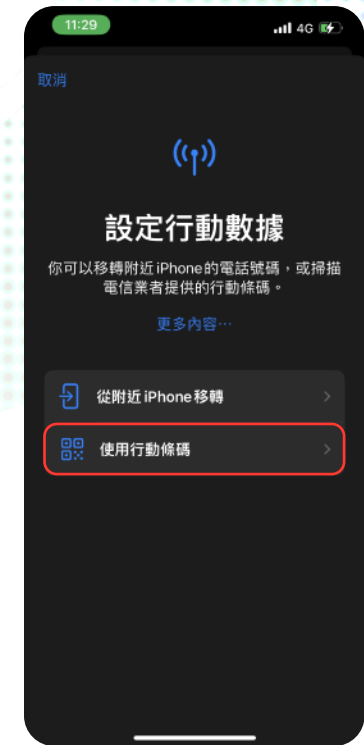 11:29 4G
取消
設定行動數據
你可以移轉附近 iPhone 的電話號碼，或掃描
電信業者提供的行動條碼。
更多內容⋯
從附近 iPhone 移轉
使用行動條碼